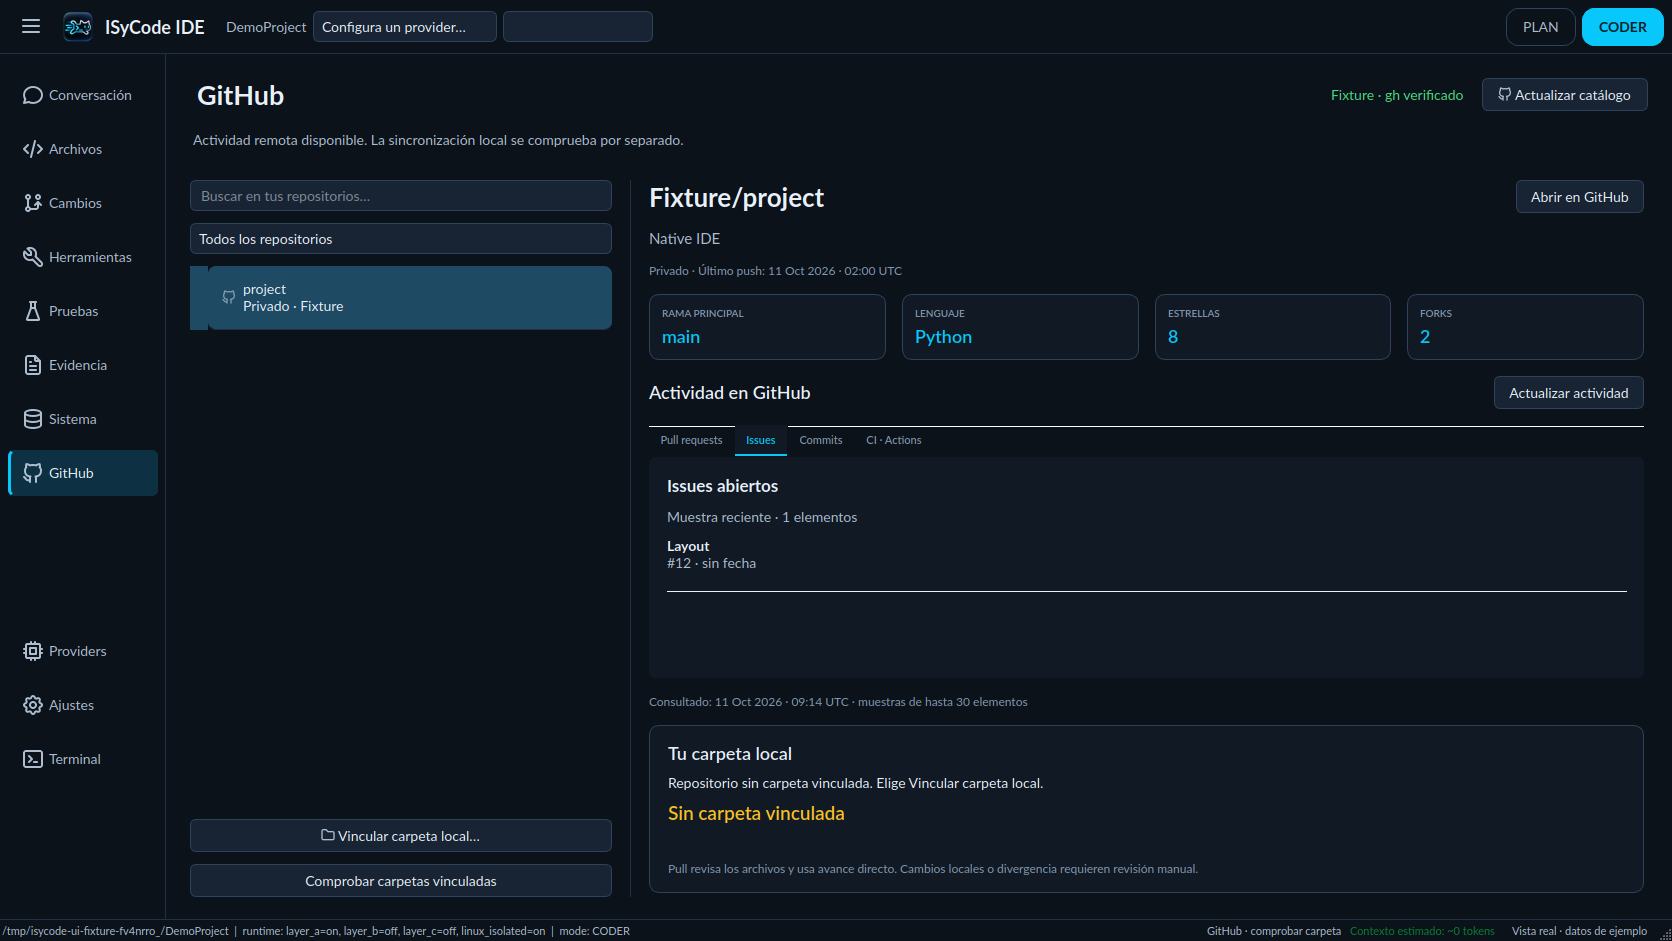 ISyCode IDE
DemoProject
Configura un provider...
PLAN
CODER
Conversación
Archivos
Cambios
Herramientas
Pruebas
Evidencia
Sistema
GitHub
Providers
Ajustes
Terminal
GitHub
Fixture · gh verificado
Actualizar catálogo
Actividad remota disponible. La sincronización local se comprueba por separado.
Buscar en tus repositorios...
Todos los repositorios
project
Privado · Fixture
Vincular carpeta local...
Comprobar carpetas vinculadas
Fixture/project
Abrir en GitHub
Native IDE
Privado · Último push: 11 Oct 2026 · 02:00 UTC
RAMA PRINCIPAL
main
LENGUAJE
Python
ESTRELLAS
8
FORKS
2
Actividad en GitHub
Actualizar actividad
Pull requests
Issues
Commits
CI · Actions
Issues abiertos
Muestra reciente · 1 elementos
Layout
#12 · sin fecha
Consultado: 11 Oct 2026 · 09:14 UTC · muestras de hasta 30 elementos
Tu carpeta local
Repositorio sin carpeta vinculada. Elige Vincular carpeta local.
Sin carpeta vinculada
Pull revisa los archivos y usa avance directo. Cambios locales o divergencia requieren revisión manual.
/tmp/isycode-ui-fixture-fv4nrro_/DemoProject | runtime: layer_a=on, layer_b=off, layer_c=off, linux_isolated=on | mode: CODER
GitHub · comprobar carpeta
Contexto estimado: ~0 tokens
Vista real · datos de ejemplo